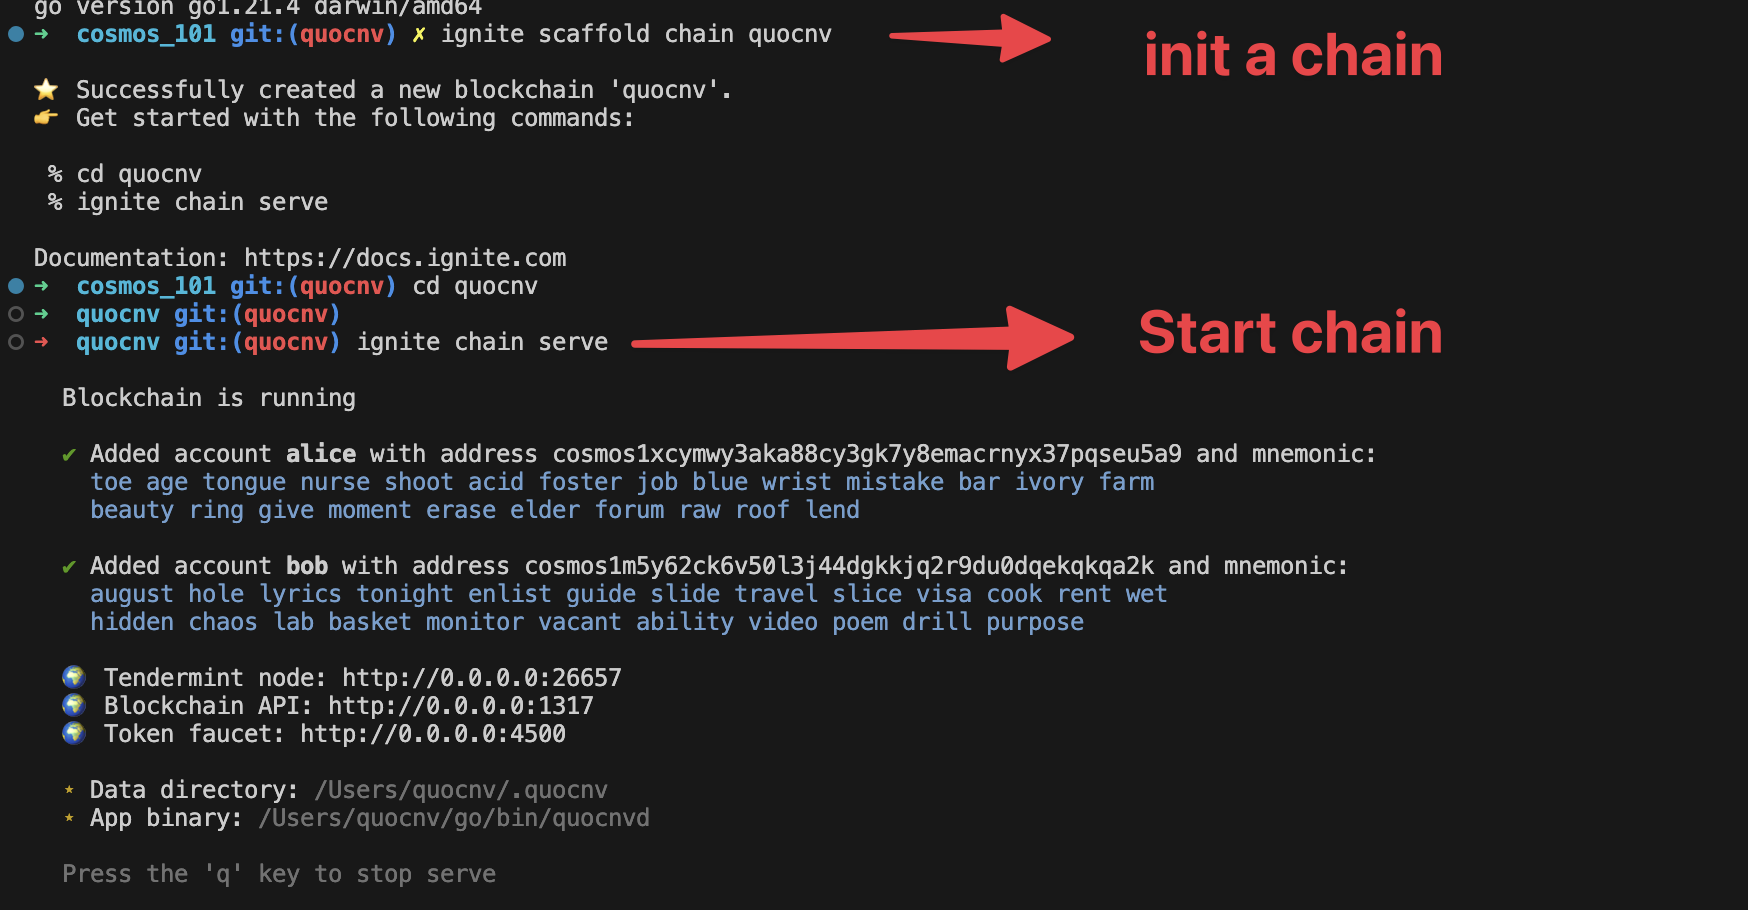 go version go1.21.4 darwin/amd64
➜ cosmos_101 git:(quocnv) ✗ ignite scaffold chain quocnv
init a chain
⭐ Successfully created a new blockchain 'quocnv'.
👉 Get started with the following commands:
% cd quocnv
% ignite chain serve
Documentation: https://docs.ignite.com
➜ cosmos_101 git:(quocnv) cd quocnv
➜ quocnv git:(quocnv)
➜ quocnv git:(quocnv) ignite chain serve
Start chain
Blockchain is running
✔ Added account alice with address cosmos1xcymwy3aka88cy3gk7y8emacrnyx37pqseu5a9 and mnemonic:
toe age tongue nurse shoot acid foster job blue wrist mistake bar ivory farm
beauty ring give moment erase elder forum raw roof lend
✔ Added account bob with address cosmos1m5y62ck6v50l3j44dgkkjq2r9du0dqekqkqa2k and mnemonic:
august hole lyrics tonight enlist guide slide travel slice visa cook rent wet
hidden chaos lab basket monitor vacant ability video poem drill purpose
🌍 Tendermint node: http://0.0.0.0:26657
🌍 Blockchain API: http://0.0.0.0:1317
🌍 Token faucet: http://0.0.0.0:4500
⋆ Data directory: /Users/quocnv/.quocnv
⋆ App binary: /Users/quocnv/go/bin/quocnvd
Press the 'q' key to stop serve